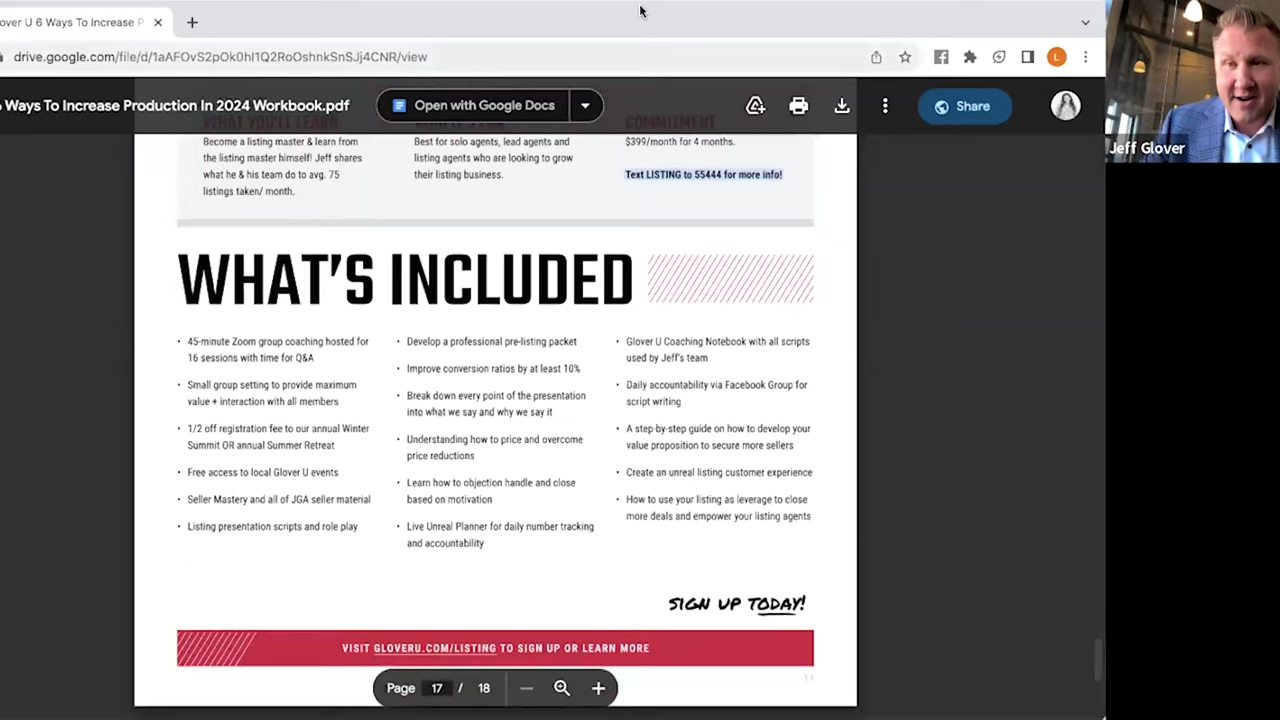 over U 6 Ways To Increase P
drive.google.com/file/d/1aAFOvS2pOk0hI1Q2RoOshnkSnSJj4CNR/view
L
Ways To Increase Production In 2024 Workbook.pdf
Open with Google Docs
Share
Jeff Glover
WHAT YOU'LL LEARN
COMMITMENT
Become a listing master & learn from
the listing master himself! Jeff shares
what he & his team do to avg. 75
listings taken/ month.
Best for solo agents, lead agents and
listing agents who are looking to grow
their listing business.
$399/month for 4 months.
Text LISTING to 55444 for more info!
WHAT'S INCLUDED
• 45-minute Zoom group coaching hosted for
16 sessions with time for Q&A
• Small group setting to provide maximum
value + interaction with all members
• 1/2 off registration fee to our annual Winter
Summit OR annual Summer Retreat
• Free access to local Glover U events
• Seller Mastery and all of JGA seller material
• Listing presentation scripts and role play
• Develop a professional pre-listing packet
• Improve conversion ratios by at least 10%
• Break down every point of the presentation
into what we say and why we say it
• Understanding how to price and overcome
price reductions
• Learn how to objection handle and close
based on motivation
• Live Unreal Planner for daily number tracking
and accountability
• Glover U Coaching Notebook with all scripts
used by Jeff's team
• Daily accountability via Facebook Group for
script writing
• A step-by-step guide on how to develop your
value proposition to secure more sellers
• Create an unreal listing customer experience
• How to use your listing as leverage to close
more deals and empower your listing agents
SIGN UP TODAY!
VISIT GLOVERU.COM/LISTING TO SIGN UP OR LEARN MORE
17
Page 17 / 18